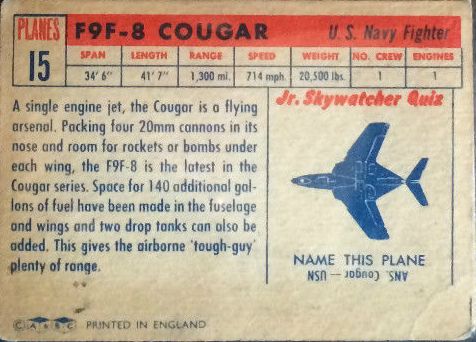 PLANES
15
F9F-8 COUGAR
U. S. Navy Fighter
SPAN LENGTH RANGE SPEED WEIGHT NO. CREW ENGINES
34' 6" 41' 7" 1,300 mi. 714 mph. 20,500 lbs. 1 1
A single engine jet, the Cougar is a flying
arsenal. Packing four 20mm cannons in its
nose and room for rockets or bombs under
each wing, the F9F-8 is the latest in the
Cougar series. Space for 140 additional gal-
lons of fuel have been made in the fuselage
and wings and two drop tanks can also be
added. This gives the airborne 'tough-guy'
plenty of range.
Jr. Skywatcher Quiz
NAME THIS PLANE
ANS. Cougar — USN
C A & B C PRINTED IN ENGLAND